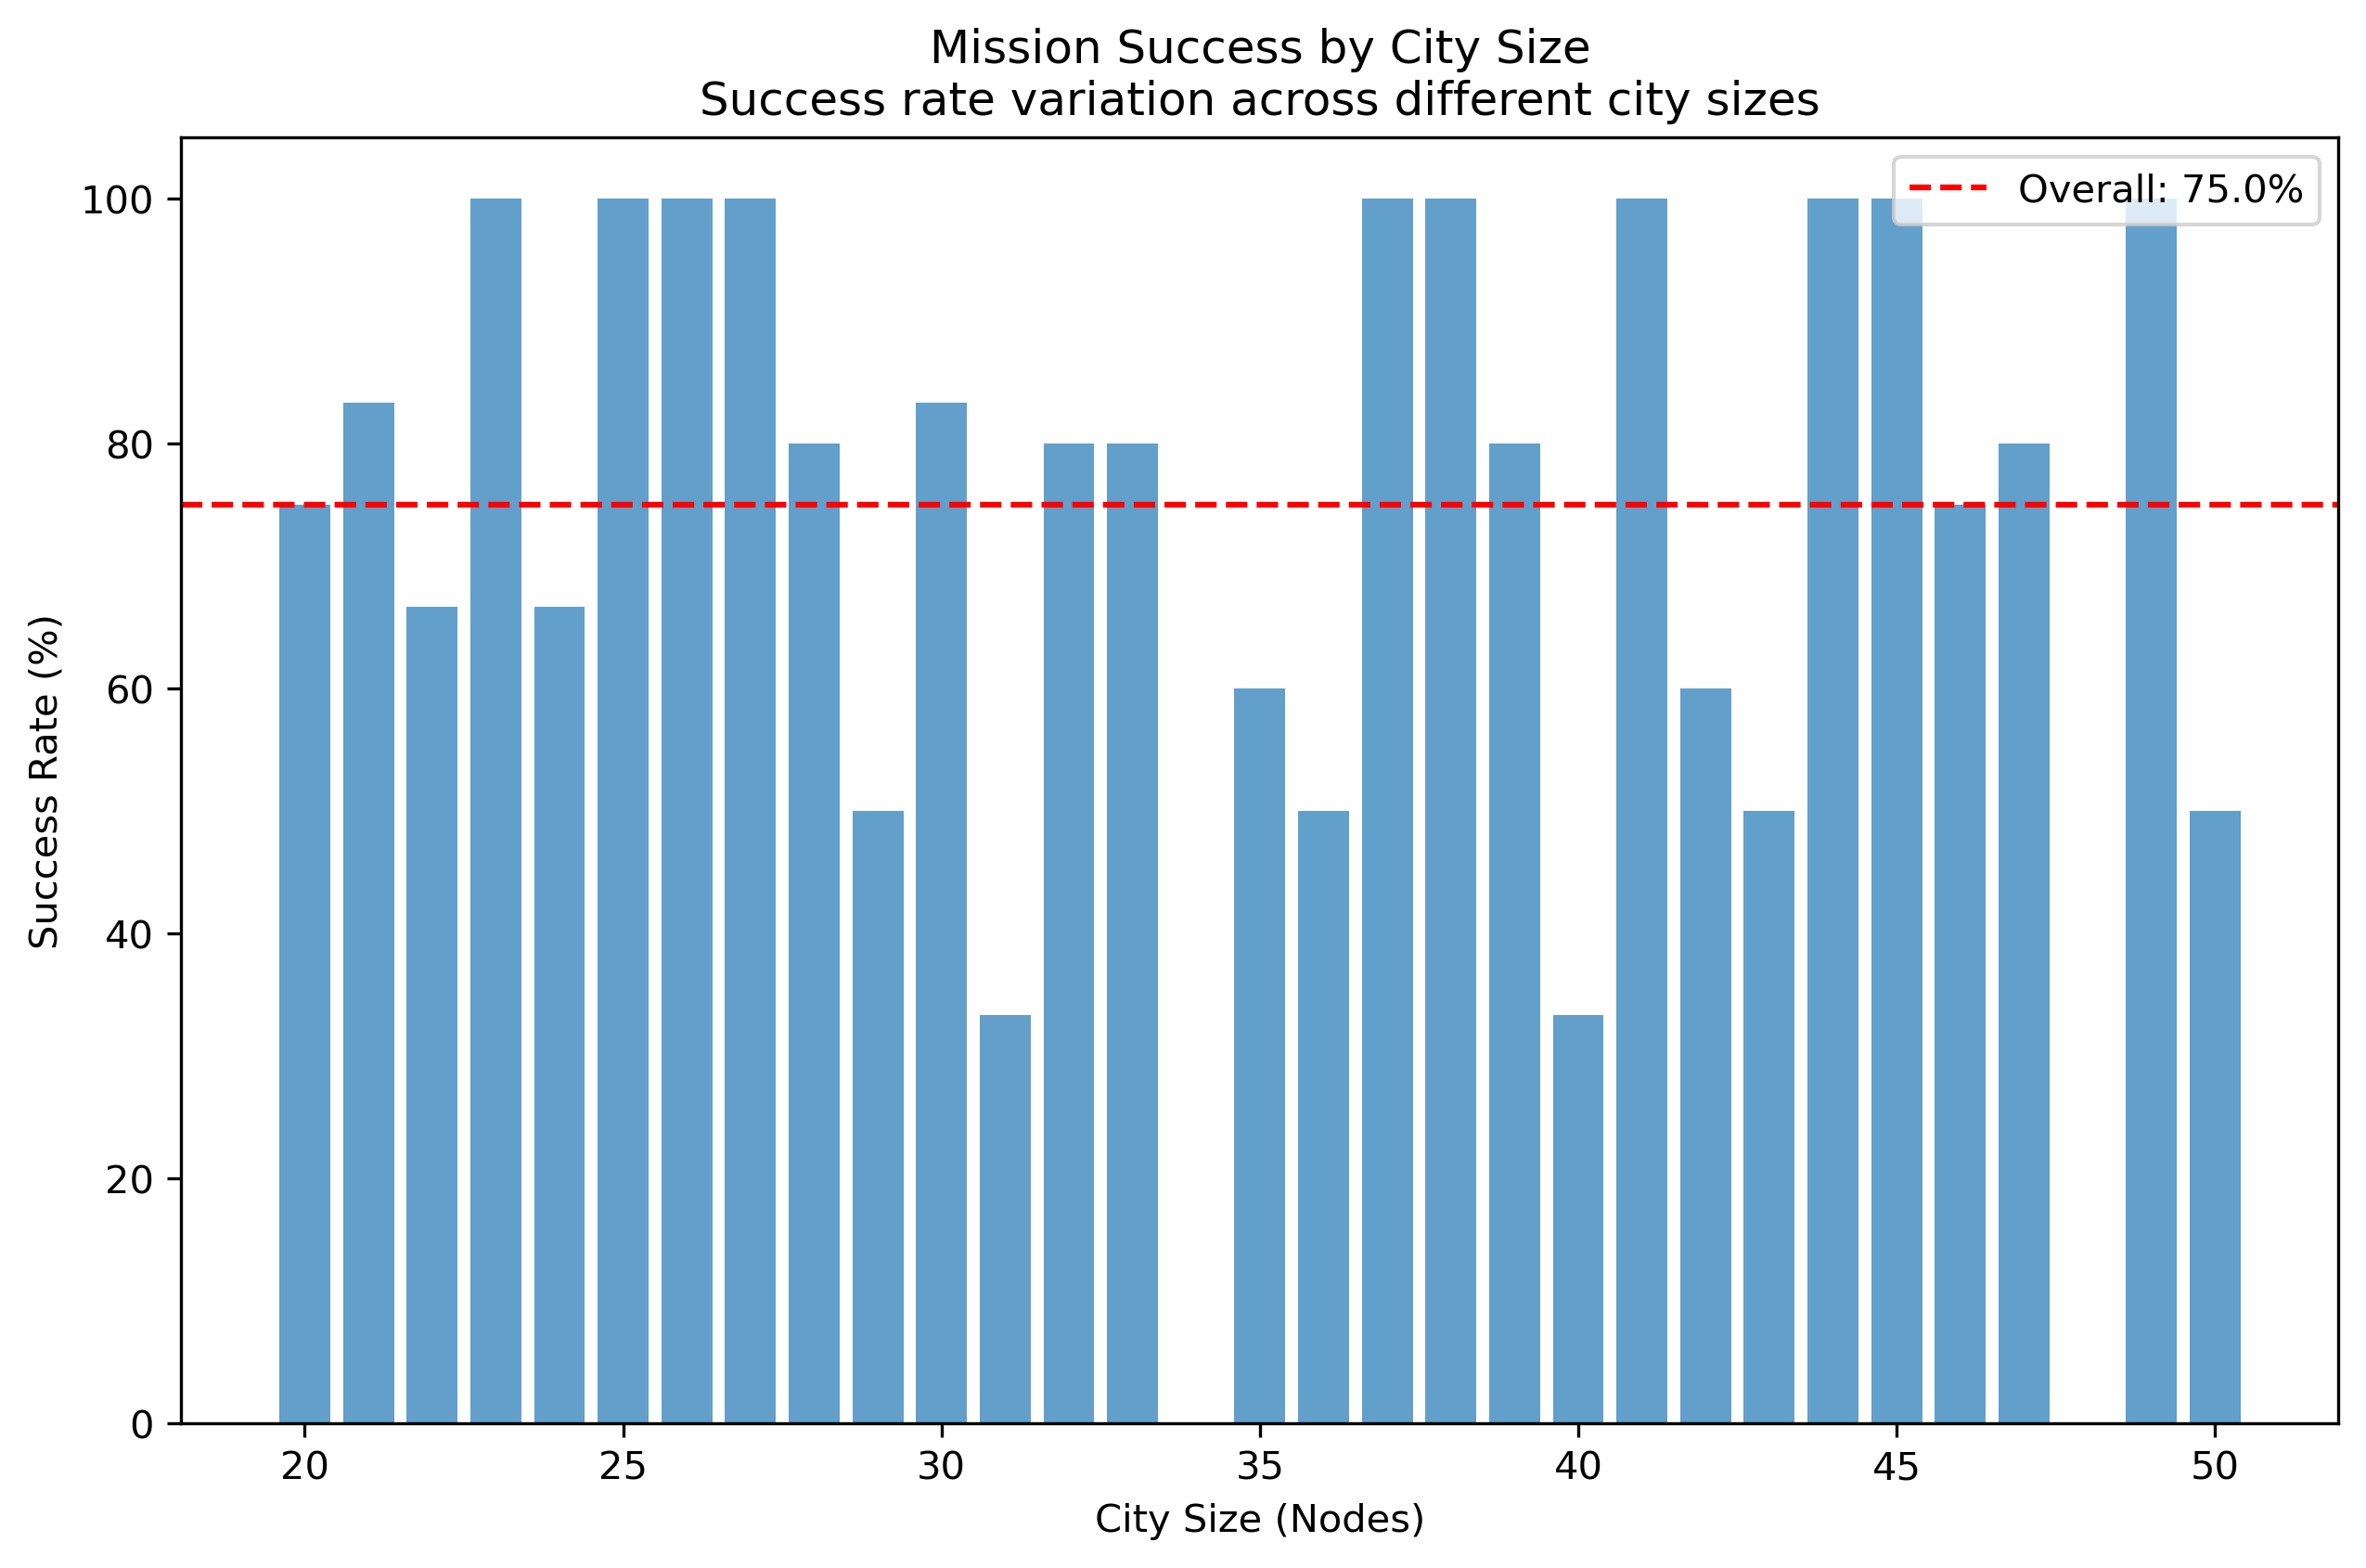 Mission Success by City Size
Success rate variation across different city sizes
Overall: 75.0%
Success Rate (%)
100
80
60
40
20
0
20 25 30 35 40 45 50
City Size (Nodes)